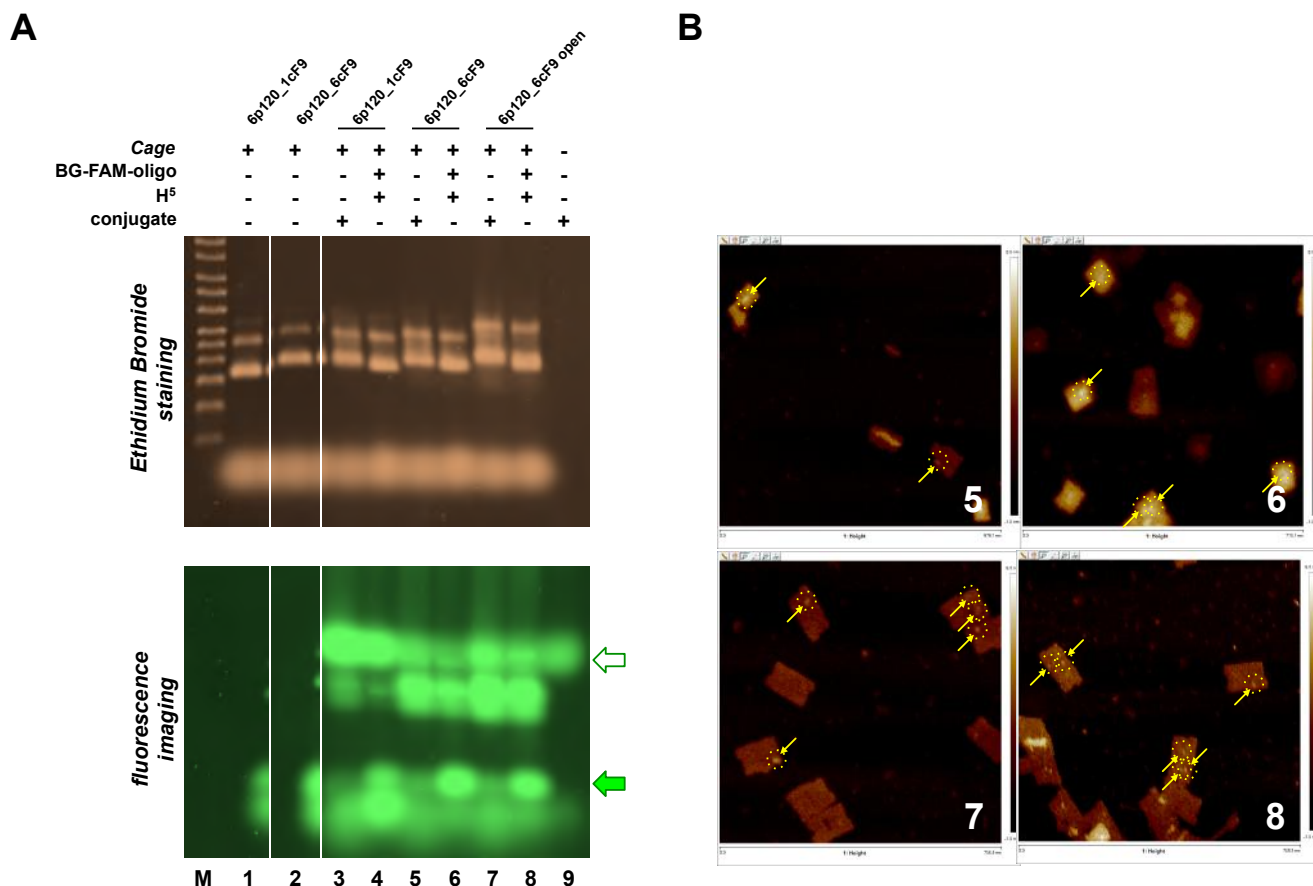 A
B
6p120_1cF9
6p120_6cF9
6p120_1cF9
6p120_6cF9
6p120_6cF9 open
Cage + + + + + + + + -
BG-FAM-oligo - - - + - + - + -
H⁵ - - - + - + - + -
conjugate - - + - + - + - +
Ethidium Bromide
staining
fluorescence
imaging
M 1 2 3 4 5 6 7 8 9
5
6
7
8
1: Height
1: Height
1: Height
1: Height